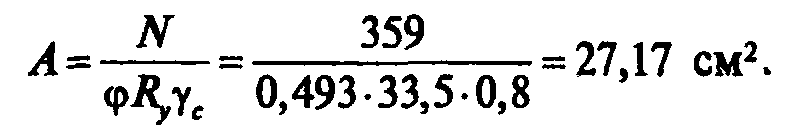 A = N / φR_yγ_c = 359 / 0,493·33,5·0,8 = 27,17 см².